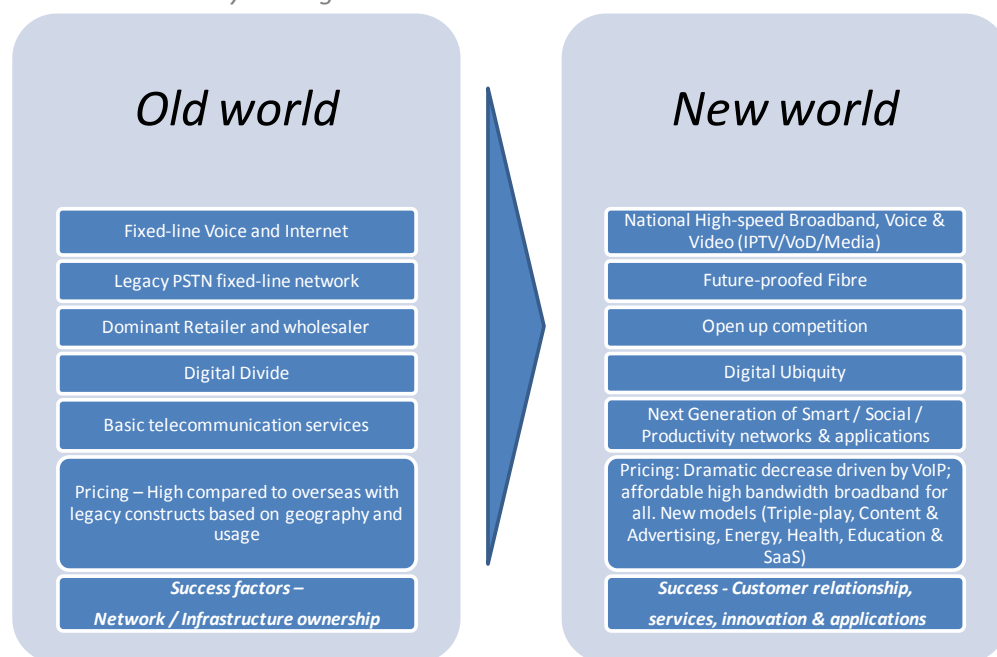 Old world
Fixed-line Voice and Internet
Legacy PSTN fixed-line network
Dominant Retailer and wholesaler
Digital Divide
Basic telecommunication services
Pricing – High compared to overseas with
legacy constructs based on geography and
usage
Success factors –
Network / Infrastructure ownership
New world
National High-speed Broadband, Voice &
Video (IPTV/VoD/Media)
Future-proofed Fibre
Open up competition
Digital Ubiquity
Next Generation of Smart / Social /
Productivity networks & applications
Pricing: Dramatic decrease driven by VoIP;
affordable high bandwidth broadband for
all. New models (Triple-play, Content &
Advertising, Energy, Health, Education &
SaaS)
Success - Customer relationship,
services, innovation & applications